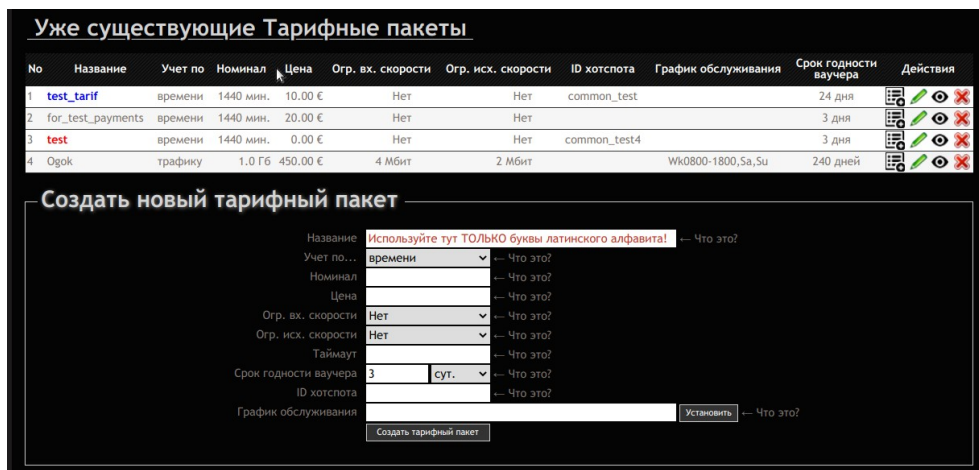 Уже существующие Тарифные пакеты
No Название Учет по Номинал Цена Огр. вх. скорости Огр. исх. скорости ID хотспота График обслуживания Срок годности ваучера Действия
1 test_tarif времени 1440 мин. 10.00 € Нет Нет common_test 24 дня
2 for_test_payments времени 1440 мин. 20.00 € Нет Нет 3 дня
3 test времени 1440 мин. 0.00 € Нет Нет common_test4 3 дня
4 Ogok трафику 1.0 Гб 450.00 € 4 Мбит 2 Мбит Wk0800-1800,Sa,Su 240 дней
Создать новый тарифный пакет
Название Используйте тут ТОЛЬКО буквы латинского алфавита! ← Что это?
Учет по... времени ← Что это?
Номинал ← Что это?
Цена ← Что это?
Огр. вх. скорости Нет ← Что это?
Огр. исх. скорости Нет ← Что это?
Таймаут ← Что это?
Срок годности ваучера 3 сут. ← Что это?
ID хотспота ← Что это?
График обслуживания Установить ← Что это?
Создать тарифный пакет